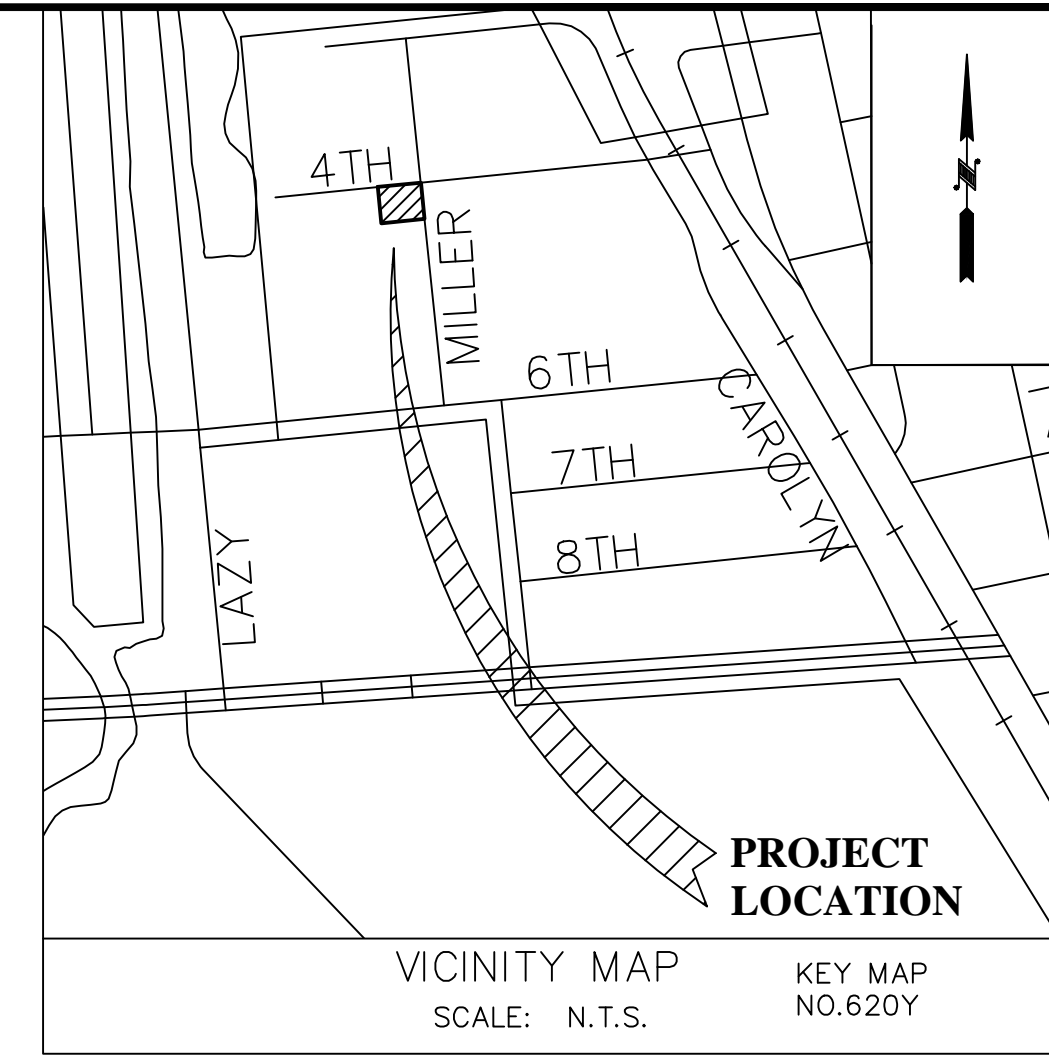 4TH
MILLER
6TH
CAROLYN
7TH
8TH
LAZY
PROJECT
LOCATION
VICINITY MAP
SCALE: N.T.S.
KEY MAP
NO.620Y
N